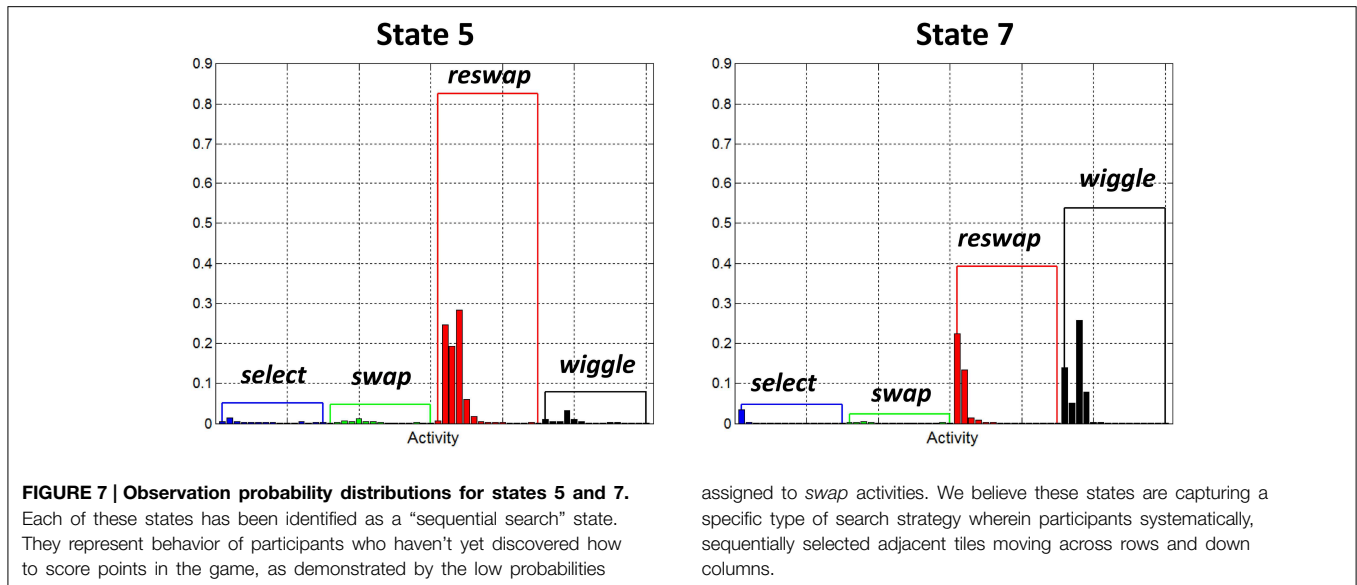 State 5
0.9
0.8
0.7
0.6
0.5
0.4
0.3
0.2
0.1
0
select
swap
reswap
wiggle
Activity
State 7
0.9
0.8
0.7
0.6
0.5
0.4
0.3
0.2
0.1
0
select
swap
reswap
wiggle
Activity
FIGURE 7 | Observation probability distributions for states 5 and 7.
Each of these states has been identified as a “sequential search” state.
They represent behavior of participants who haven’t yet discovered how
to score points in the game, as demonstrated by the low probabilities
assigned to swap activities. We believe these states are capturing a
specific type of search strategy wherein participants systematically,
sequentially selected adjacent tiles moving across rows and down
columns.